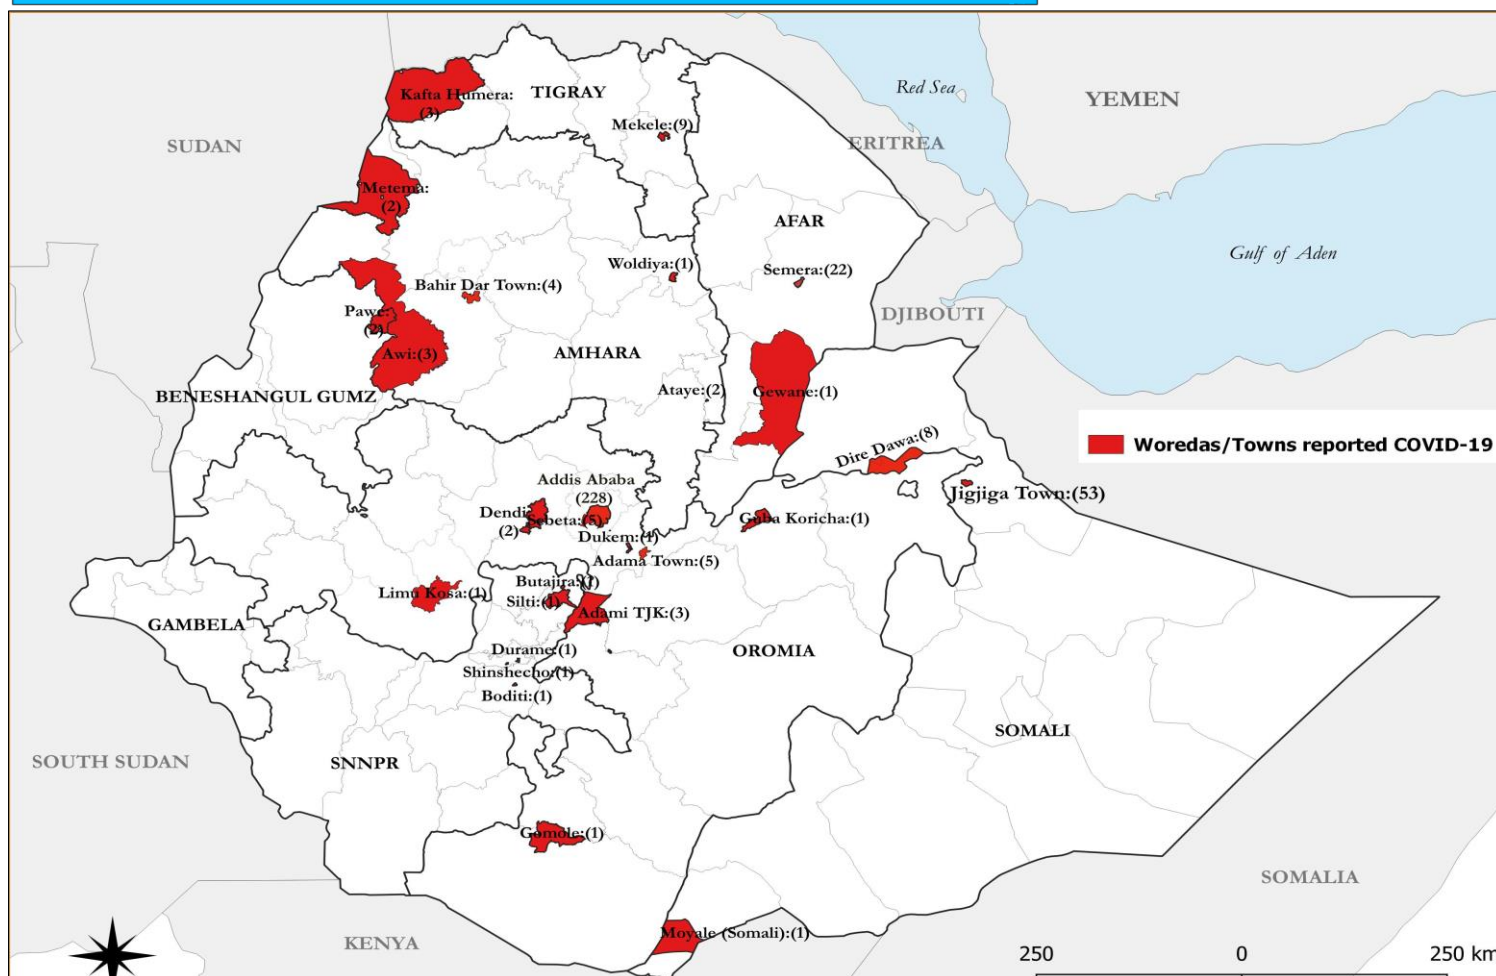 Red Sea
YEMEN
Kafta Humera:
(3)
TIGRAY
Mekele:(9)
SUDAN
ERITREA
Metema:
(2)
AFAR
Gulf of Aden
Woldiya:(1)
Semera:(22)
Bahir Dar Town:(4)
Pawe:
(2)
DJIBOUTI
Awi:(3)
AMHARA
BENESHANGUL GUMZ
Ataye:(2)
Gewane:(1)
Woredas/Towns reported COVID-19
Dire Dawa:(8)
Addis Ababa
(228)
Jigjiga Town:(53)
Dendi:
(2)
Sebeta:(5)
Guba Koricha:(1)
Dukem:(1)
Adama Town:(5)
Butajira:(1)
Limu Kosa:(1)
Silti:(1)
Adami TJK:(3)
GAMBELA
Durame:(1)
OROMIA
Shinshecho:(1)
Boditi:(1)
SOMALI
SOUTH SUDAN
SNNPR
Gomole:(1)
SOMALIA
Moyale (Somali):(1)
KENYA
250 0 250 km